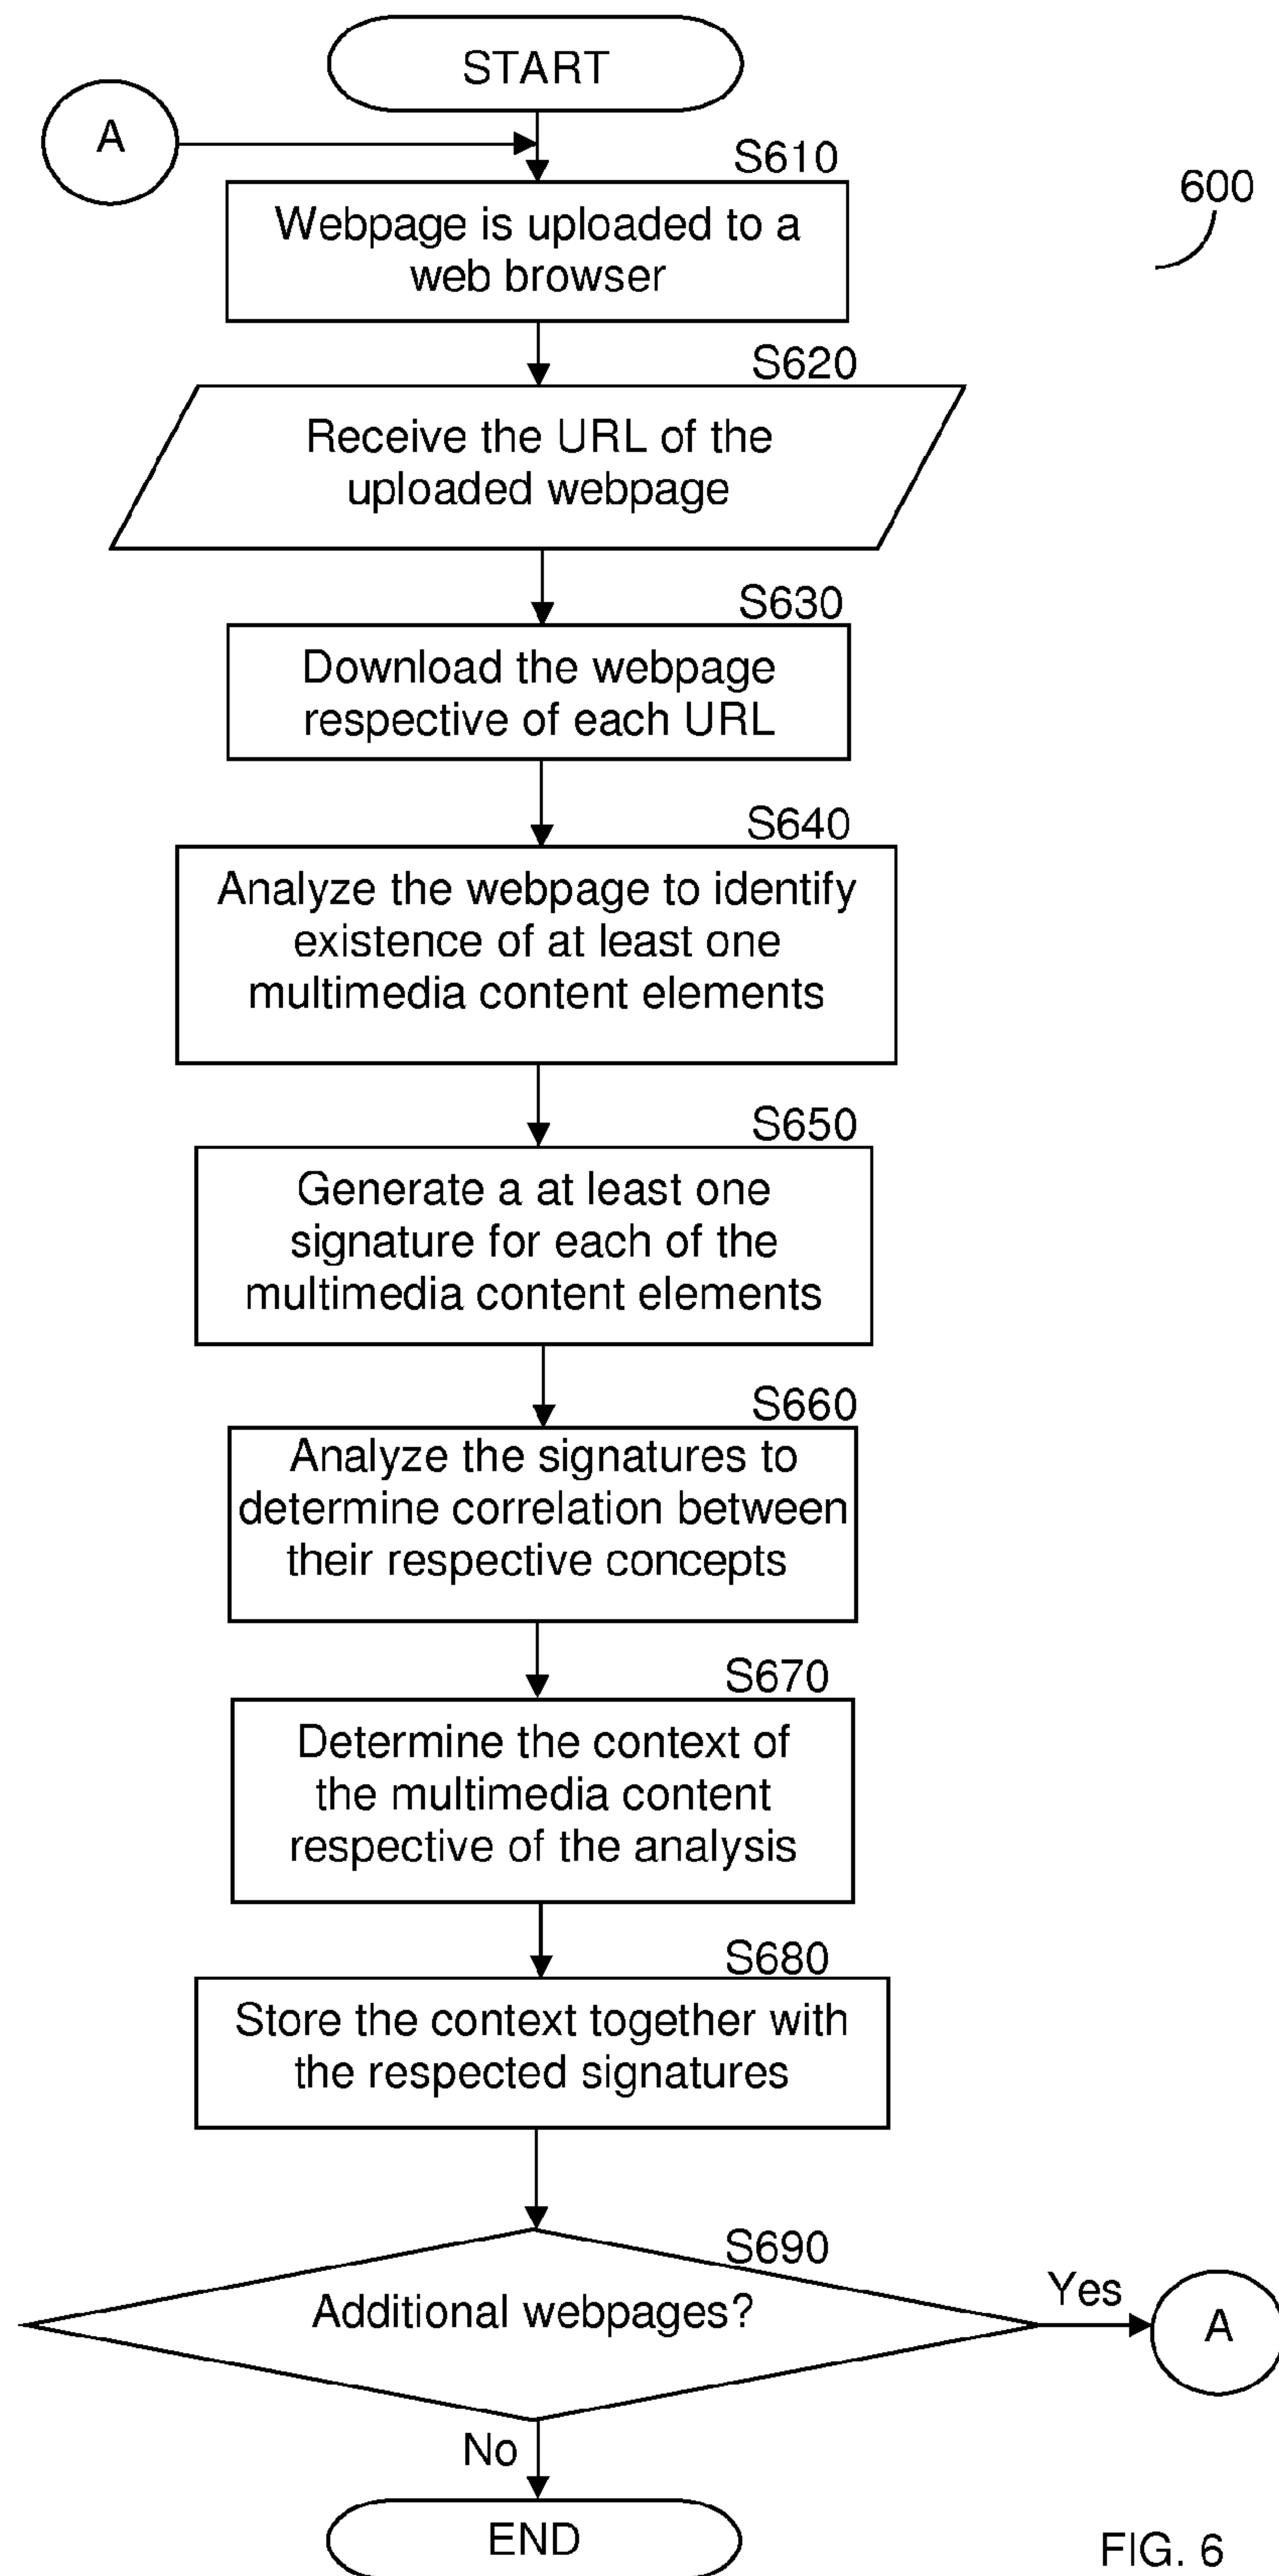 START
A
S610
600
Webpage is uploaded to a
web browser
S620
Receive the URL of the
uploaded webpage
S630
Download the webpage
respective of each URL
S640
Analyze the webpage to identify
existence of at least one
multimedia content elements
S650
Generate a at least one
signature for each of the
multimedia content elements
S660
Analyze the signatures to
determine correlation between
their respective concepts
S670
Determine the context of
the multimedia content
respective of the analysis
S680
Store the context together with
the respected signatures
S690
Additional webpages?
Yes
A
No
END
FIG. 6